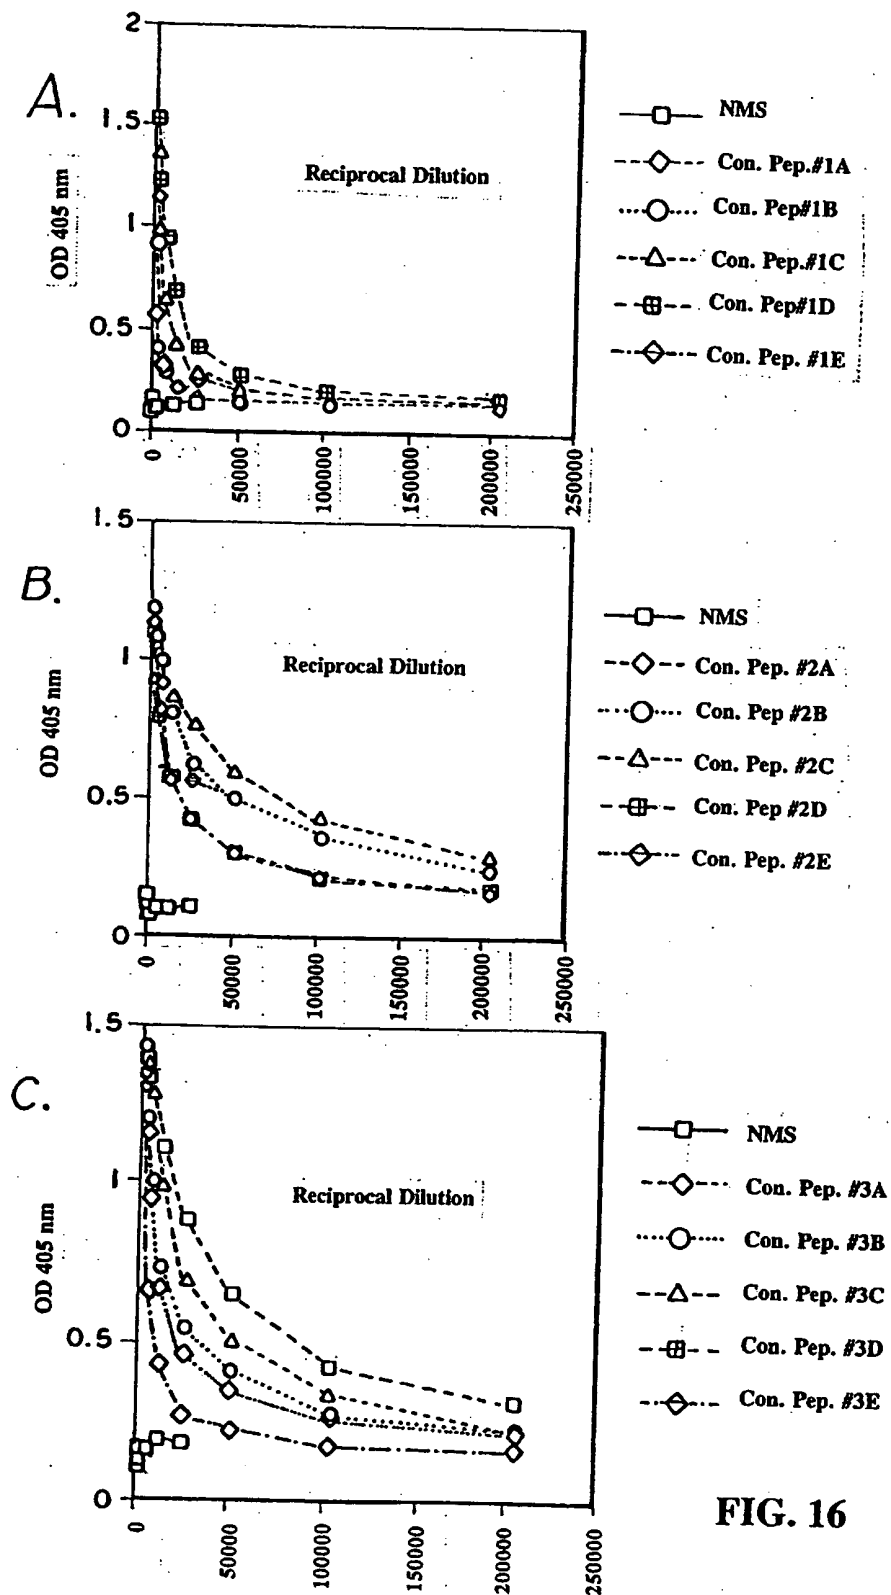 A.
OD 405 nm
2
1.5
1
0.5
0
Reciprocal Dilution
0
50000
100000
150000
200000
250000
NMS
Con. Pep.#1A
Con. Pep#1B
Con. Pep.#1C
Con. Pep#1D
Con. Pep. #1E
B.
OD 405 nm
1.5
1
0.5
0
Reciprocal Dilution
0
50000
100000
150000
200000
250000
NMS
Con. Pep. #2A
Con. Pep #2B
Con. Pep. #2C
Con. Pep #2D
Con. Pep. #2E
C.
OD 405 nm
1.5
1
0.5
0
Reciprocal Dilution
0
50000
100000
150000
200000
250000
NMS
Con. Pep. #3A
Con. Pep. #3B
Con. Pep. #3C
Con. Pep. #3D
Con. Pep. #3E
FIG. 16